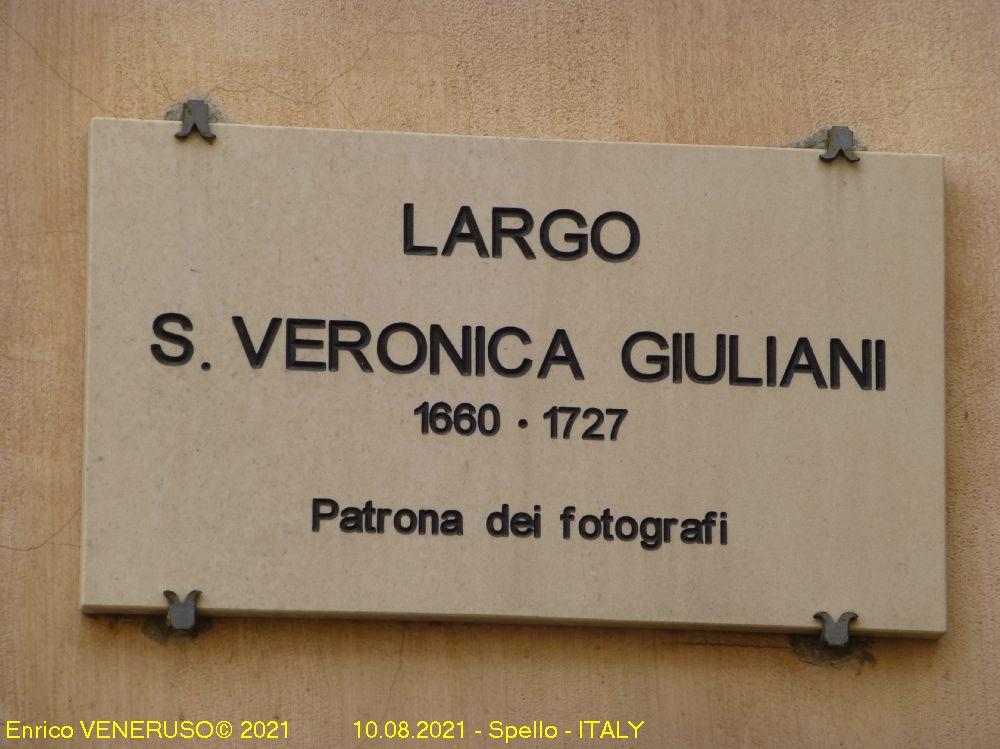 LARGO
S. VERONICA GIULIANI
1660 · 1727
Patrona dei fotografi
Enrico VENERUSO© 2021 10.08.2021 - Spello - ITALY